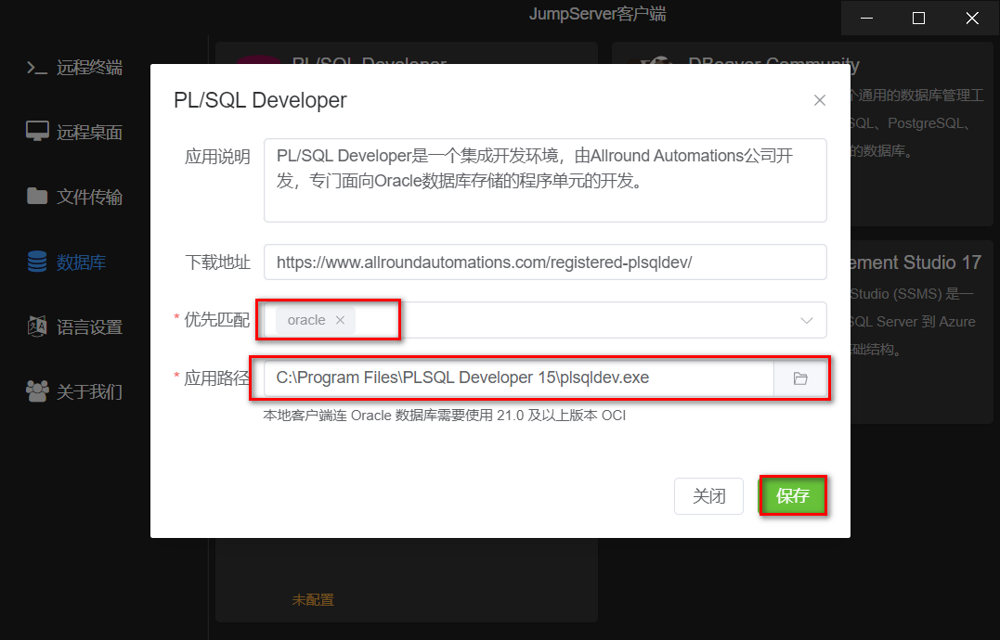 JumpServer客户端
远程终端
远程桌面
文件传输
数据库
语言设置
关于我们
PL/SQL Developer
DBeaver Community
个通用的数据库管理工
SQL、PostgreSQL、
的数据库。
PL/SQL Developer
应用说明
PL/SQL Developer是一个集成开发环境，由Allround Automations公司开
发，专门面向Oracle数据库存储的程序单元的开发。
下载地址
https://www.allroundautomations.com/registered-plsqldev/
* 优先匹配
oracle
* 应用路径
C:\Program Files\PLSQL Developer 15\plsqldev.exe
本地客户端连 Oracle 数据库需要使用 21.0 及以上版本 OCI
关闭
保存
ement Studio 17
Studio (SSMS) 是一
SQL Server 到 Azure
础结构。
未配置